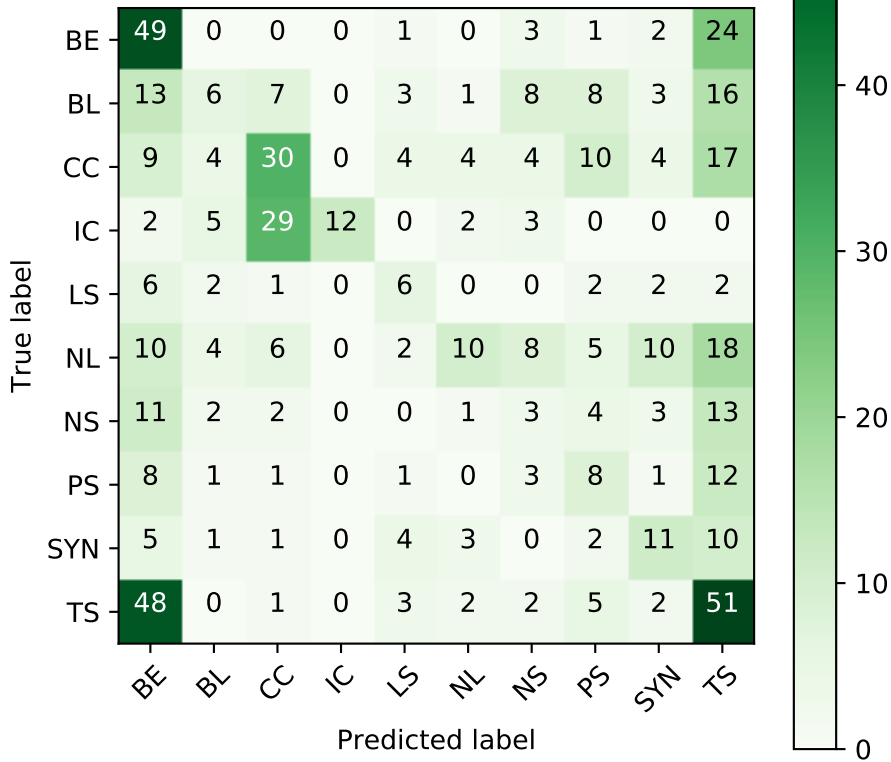 BE 49 0 0 0 1 0 3 1 2 24
BL 13 6 7 0 3 1 8 8 3 16
CC 9 4 30 0 4 4 4 10 4 17
IC 2 5 29 12 0 2 3 0 0 0
LS 6 2 1 0 6 0 0 2 2 2
NL 10 4 6 0 2 10 8 5 10 18
NS 11 2 2 0 0 1 3 4 3 13
PS 8 1 1 0 1 0 3 8 1 12
SYN 5 1 1 0 4 3 0 2 11 10
TS 48 0 1 0 3 2 2 5 2 51
BE BL CC IC LS NL NS PS SYN TS
True label
Predicted label
40
30
20
10
0